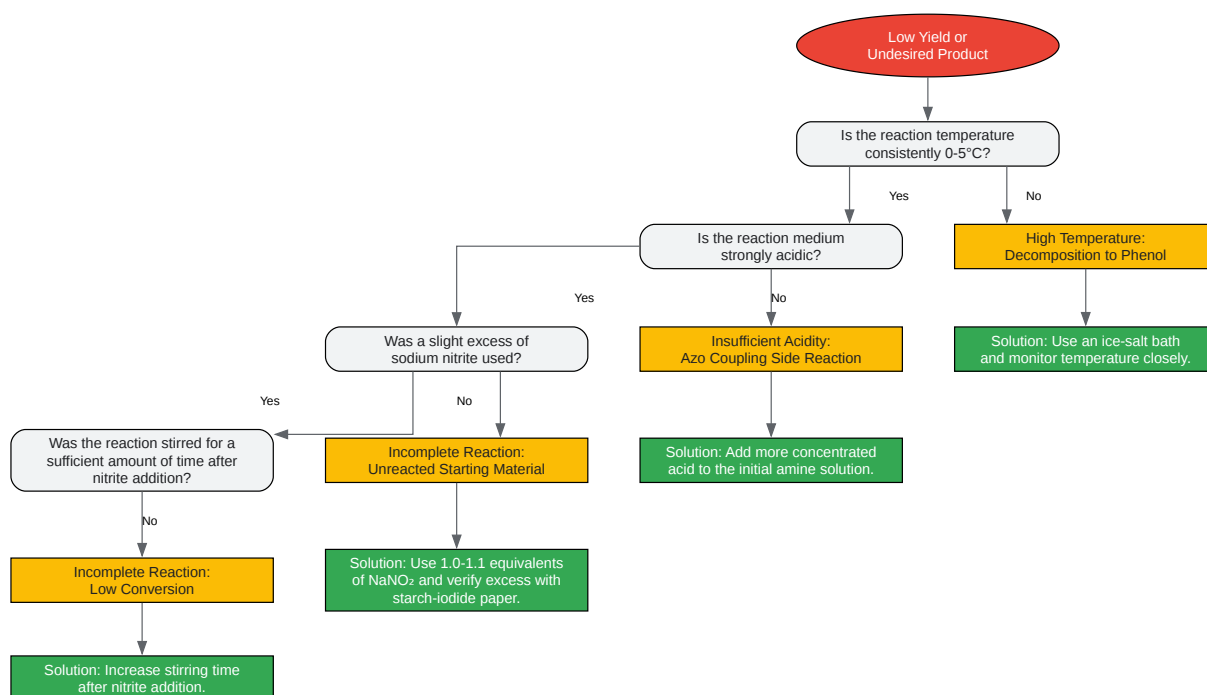 Low Yield or
Undesired Product
Is the reaction temperature
consistently 0-5°C?
Yes
No
Is the reaction medium
strongly acidic?
High Temperature:
Decomposition to Phenol
Yes
No
Was a slight excess of
sodium nitrite used?
Insufficient Acidity:
Azo Coupling Side Reaction
Solution: Use an ice-salt bath
and monitor temperature closely.
Yes
No
Was the reaction stirred for a
sufficient amount of time after
nitrite addition?
Incomplete Reaction:
Unreacted Starting Material
Solution: Add more concentrated
acid to the initial amine solution.
No
Incomplete Reaction:
Low Conversion
Solution: Use 1.0-1.1 equivalents
of NaNO₂ and verify excess with
starch-iodide paper.
Solution: Increase stirring time
after nitrite addition.